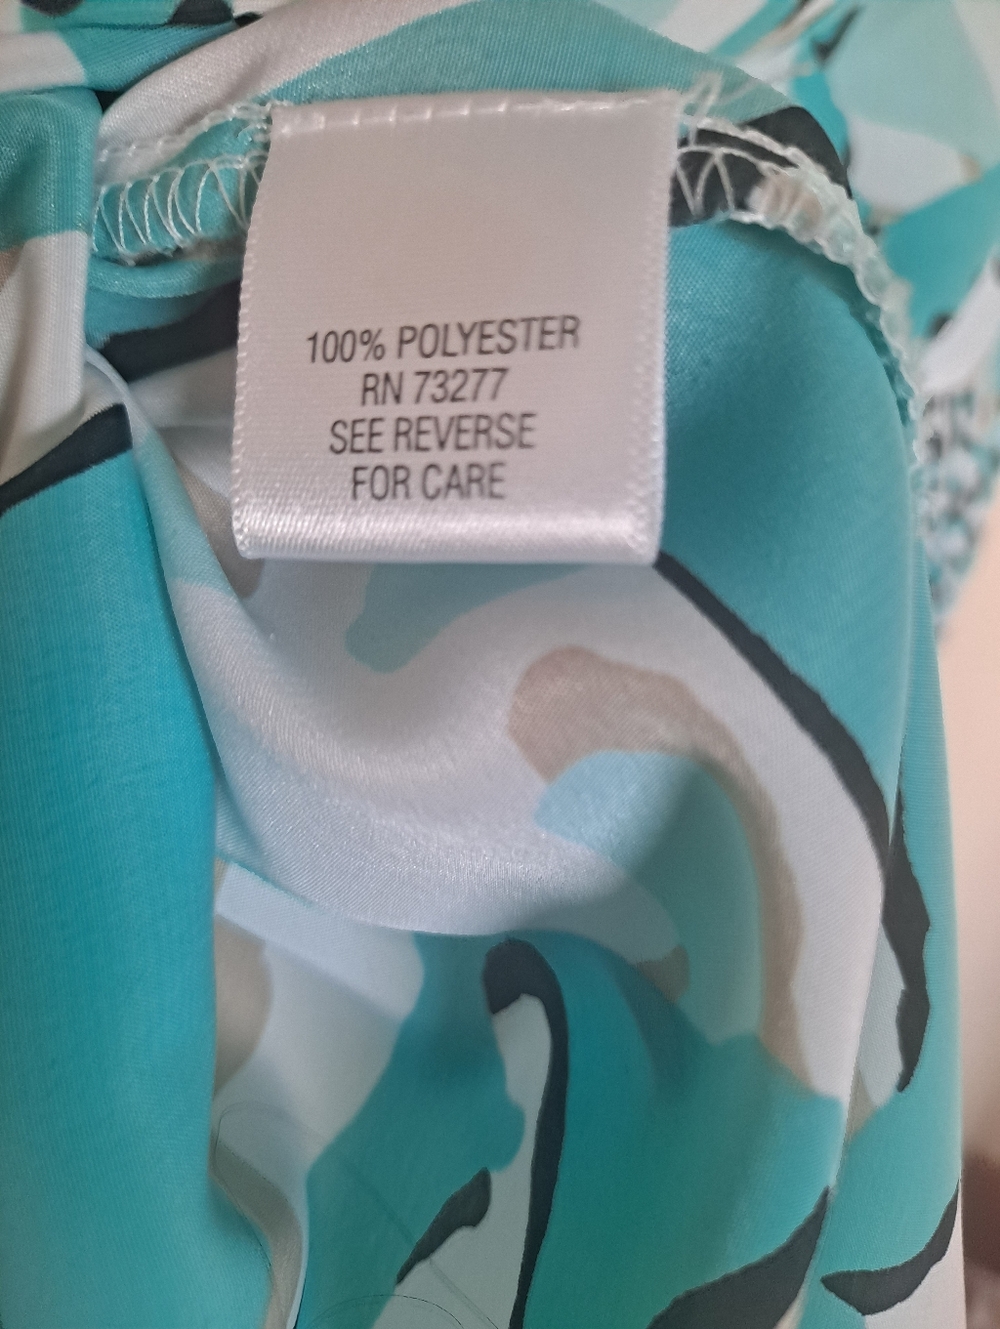 100% POLYESTER
RN 73277
SEE REVERSE
FOR CARE